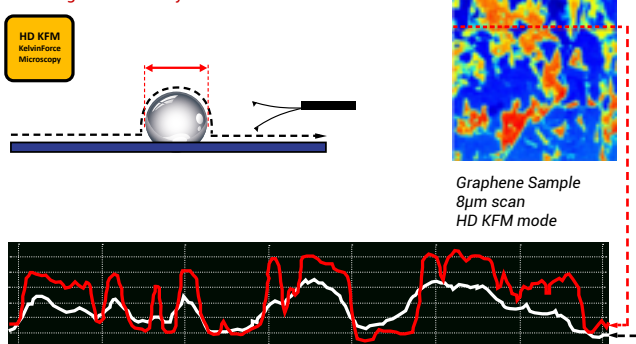 HD KFM
KelvinForce
Microscopy
Graphene Sample
8µm scan
HD KFM mode